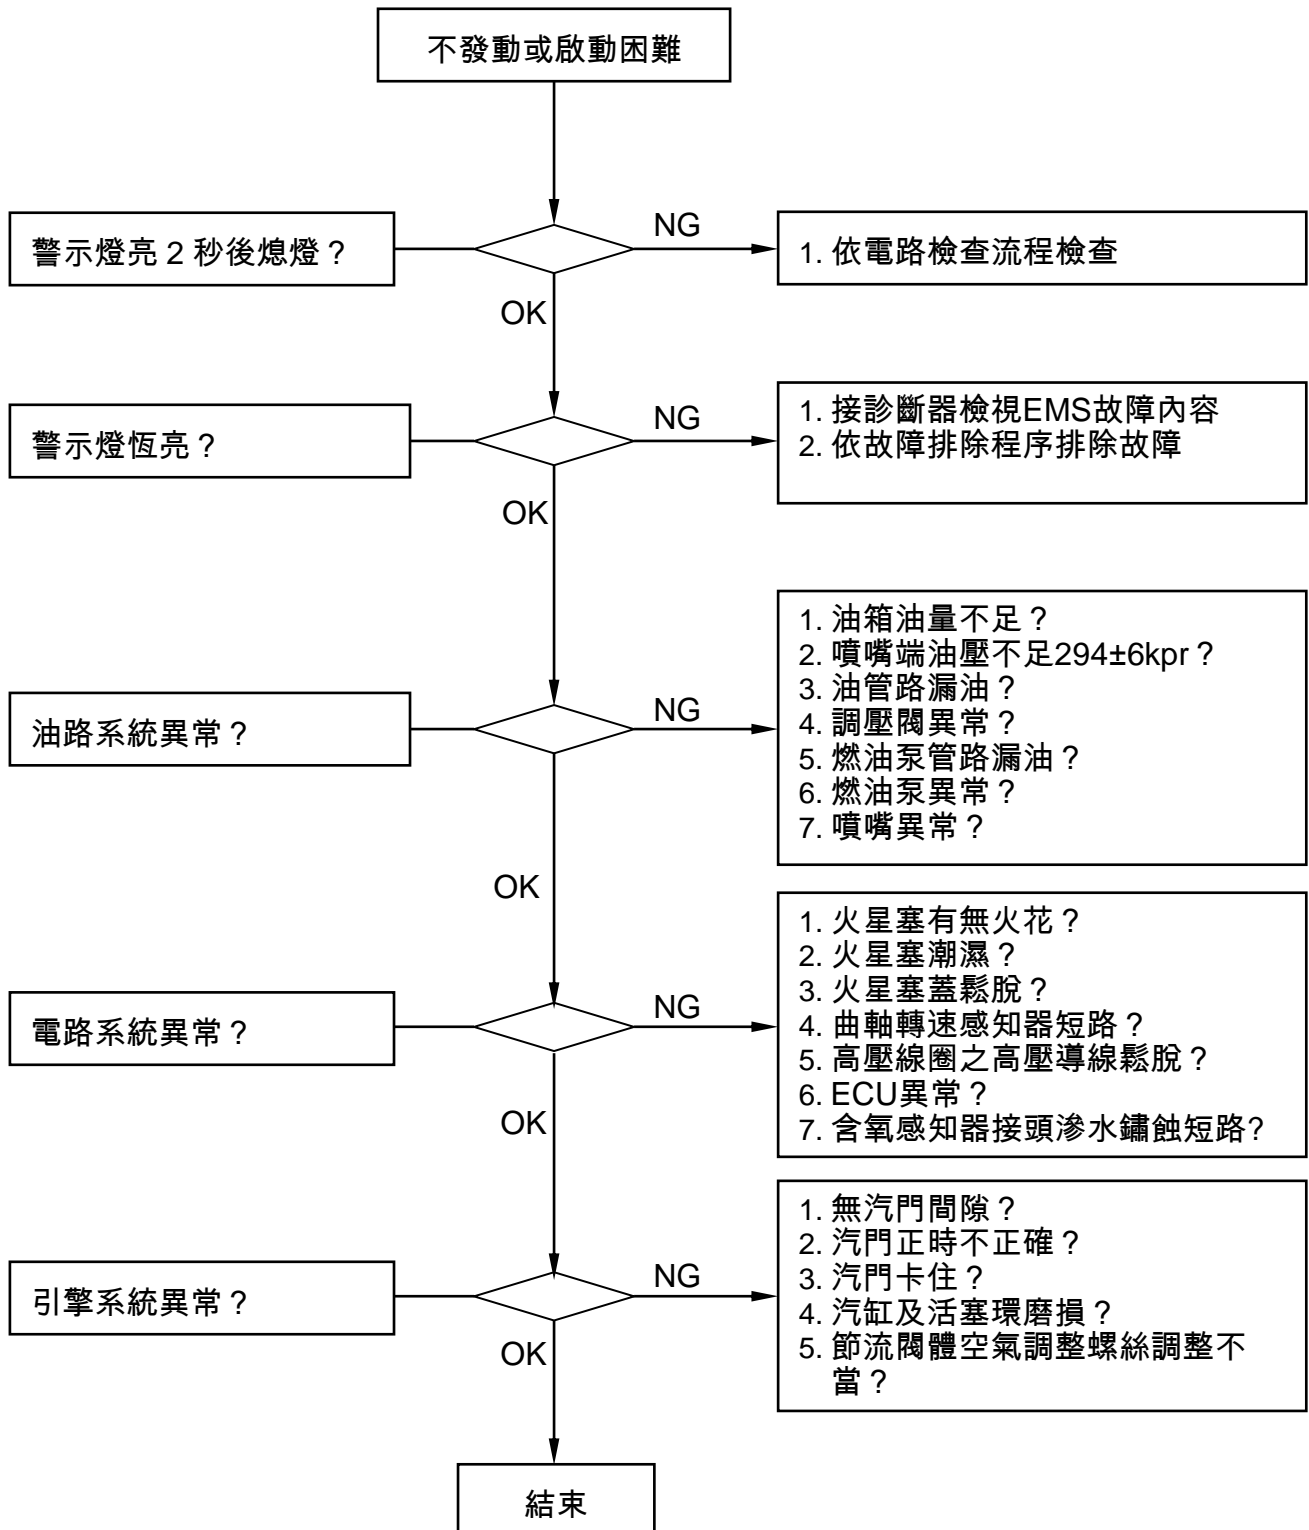 不發動或啟動困難
警示燈亮 2 秒後熄燈？
NG
1. 依電路檢查流程檢查
OK
警示燈恆亮？
NG
1. 接診斷器檢視EMS故障內容
2. 依故障排除程序排除故障
OK
油路系統異常？
NG
1. 油箱油量不足？
2. 噴嘴端油壓不足294±6kpr？
3. 油管路漏油？
4. 調壓閥異常？
5. 燃油泵管路漏油？
6. 燃油泵異常？
7. 噴嘴異常？
OK
電路系統異常？
NG
1. 火星塞有無火花？
2. 火星塞潮濕？
3. 火星塞蓋鬆脫？
4. 曲軸轉速感知器短路？
5. 高壓線圈之高壓導線鬆脫？
6. ECU異常？
7. 含氧感知器接頭滲水鏽蝕短路?
OK
引擎系統異常？
NG
1. 無汽門間隙？
2. 汽門正時不正確？
3. 汽門卡住？
4. 汽缸及活塞環磨損？
5. 節流閥體空氣調整螺絲調整不
當？
OK
結束